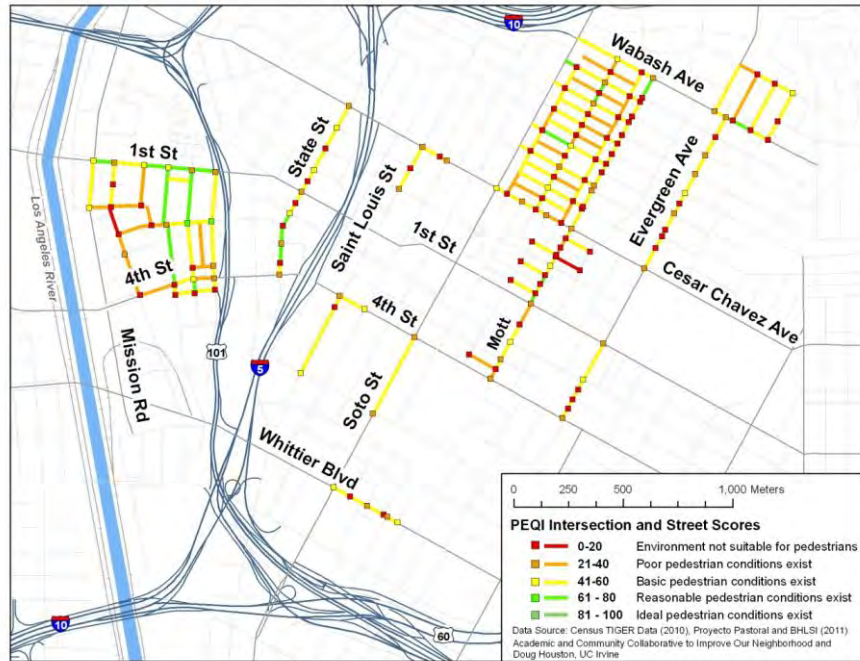 10
Wabash Ave
1st St
State St
Saint Louis St
Evergreen Ave
Los Angeles River
1st St
4th St
4th St
Cesar Chavez Ave
Mott
Mission Rd
101
5
Soto St
Whittier Blvd
10
60
0 250 500 1,000 Meters
PEQI Intersection and Street Scores
0-20 Environment not suitable for pedestrians
21-40 Poor pedestrian conditions exist
41-60 Basic pedestrian conditions exist
61 - 80 Reasonable pedestrian conditions exist
81 - 100 Ideal pedestrian conditions exist
Data Source: Census TIGER Data (2010), Proyecto Pastoral and BHLSI (2011)
Academic and Community Collaborative to Improve Our Neighborhood and
Doug Houston, UC Irvine